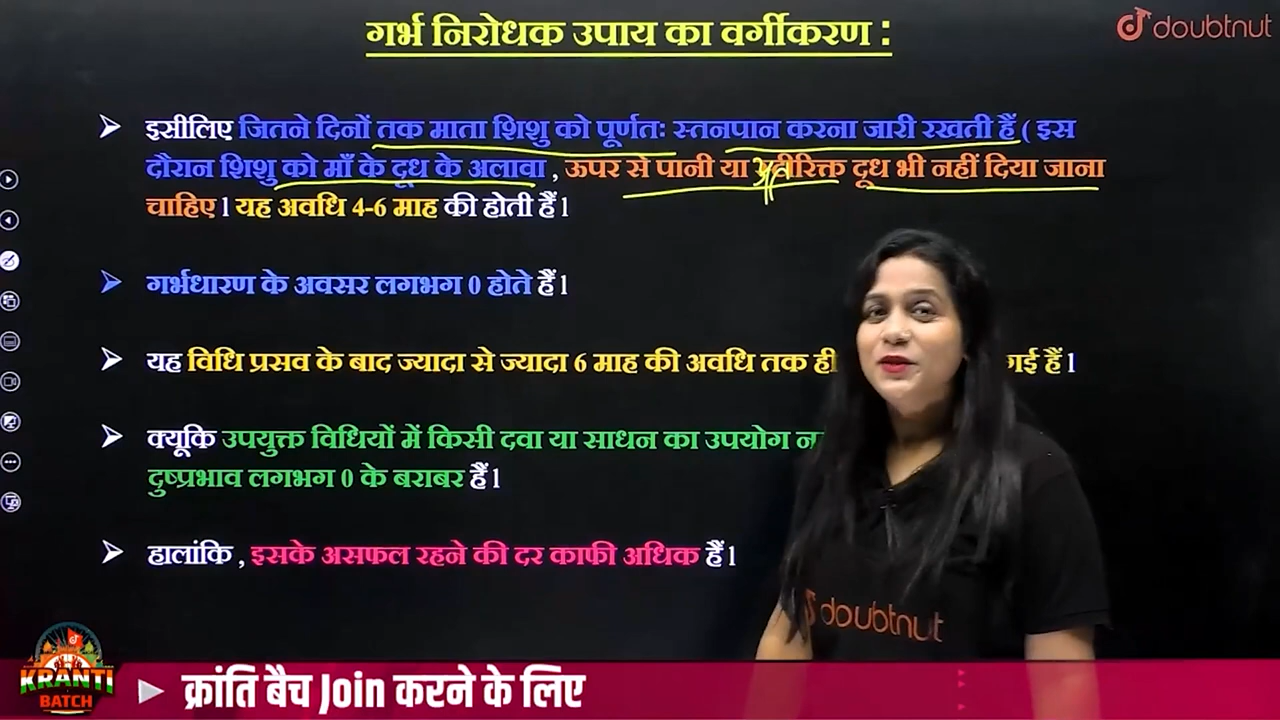 गर्भ निरोधक उपाय का वर्गीकरण :
doubtnut
इसीलिए जितने दिनों तक माता शिशु को पूर्णतः स्तनपान करना जारी रखती हैं ( इस
दौरान शिशु को माँ के दूध के अलावा , ऊपर से पानी या दूध भी नहीं दिया जाना
चाहिए l यह अवधि 4-6 माह की होती हैं l
गर्भधारण के अवसर लगभग 0 होते हैं l
यह विधि प्रसव के बाद ज्यादा से ज्यादा 6 माह की अवधि तक ही हैं l
क्यूकि उपयुक्त विधियों में किसी दवा या साधन का उपयोग
दुष्प्रभाव लगभग 0 के बराबर हैं l
हालांकि , इसके असफल रहने की दर काफी अधिक हैं l
doubtnut
KRANTI
BATCH
क्रांति बैच Join करने के लिए